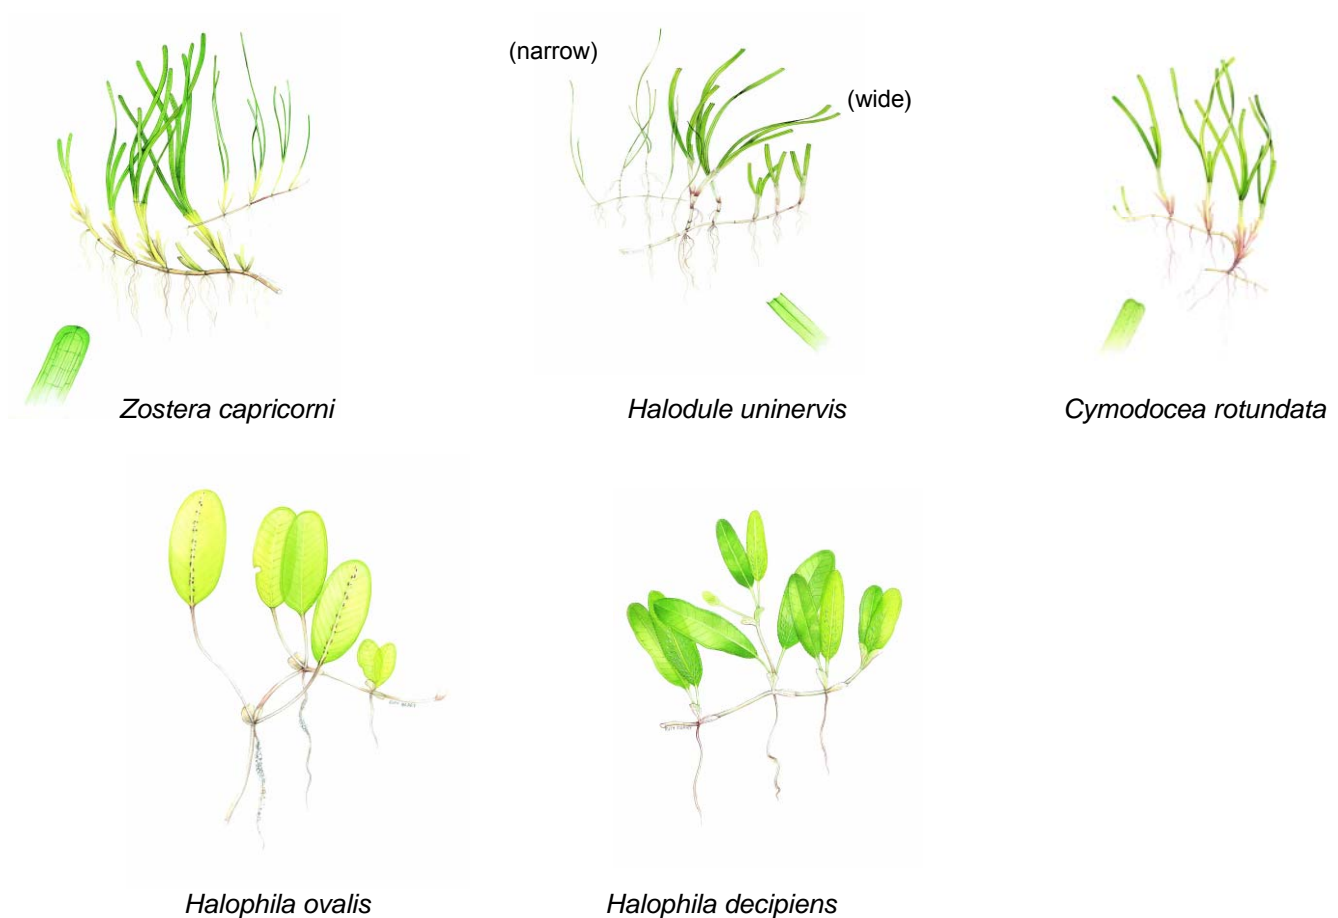 (narrow)
(wide)
Zostera capricorni
Halodule uninervis
Cymodocea rotundata
Halophila ovalis
Halophila decipiens